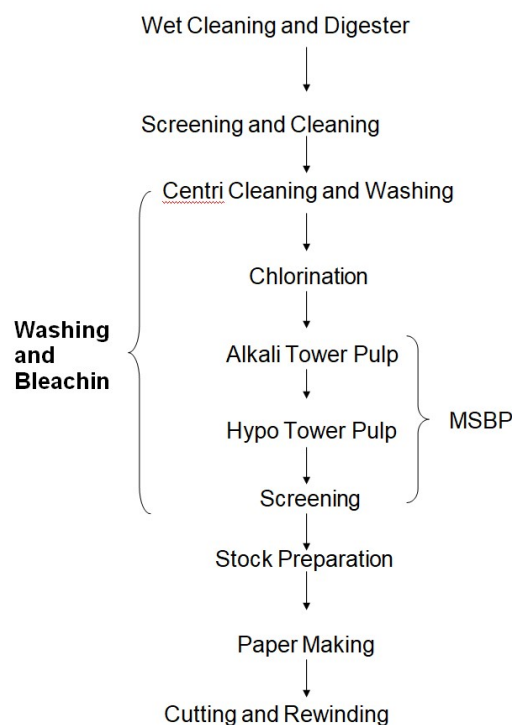 Wet Cleaning and Digester
Screening and Cleaning
Centri Cleaning and Washing
Chlorination
Washing
and
Bleachin
Alkali Tower Pulp
Hypo Tower Pulp
MSBP
Screening
Stock Preparation
Paper Making
Cutting and Rewinding